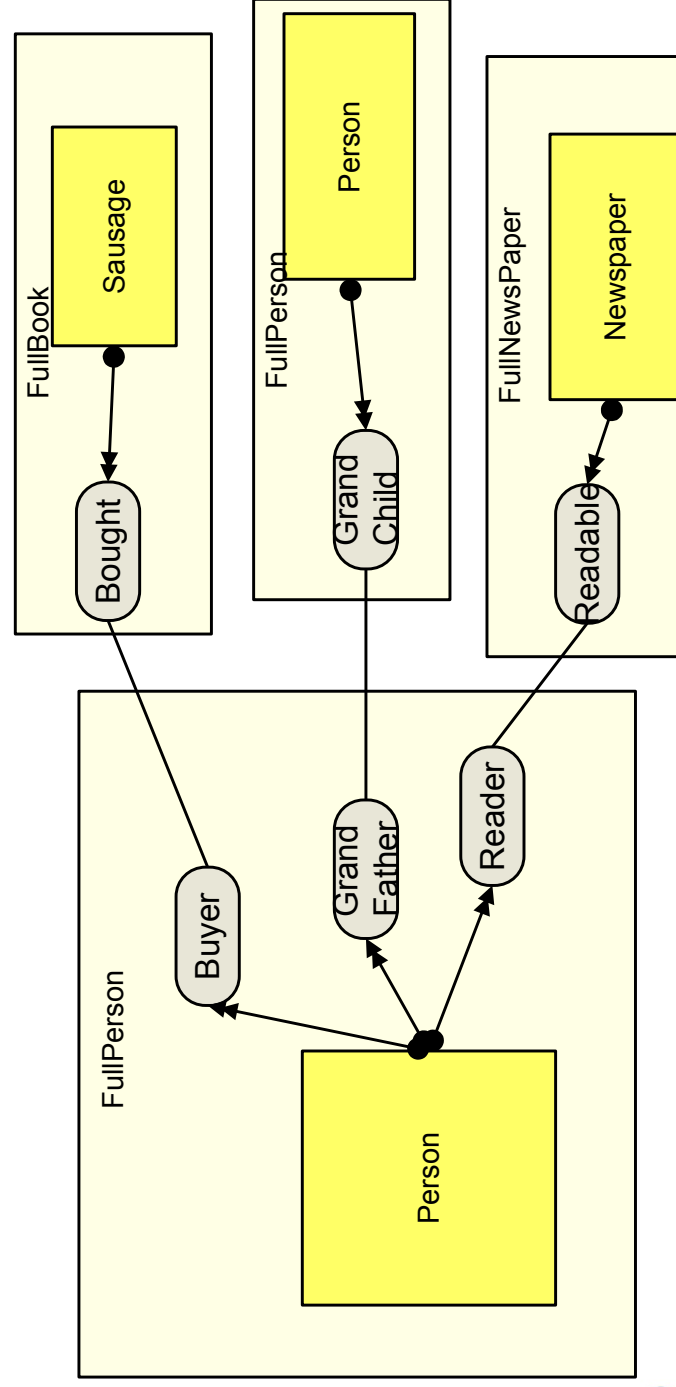 FullPerson
Person
Buyer
Grand
Father
Reader
FullBook
Bought
Sausage
FullPerson
Grand
Child
Person
FullNewsPaper
Readable
Newspaper